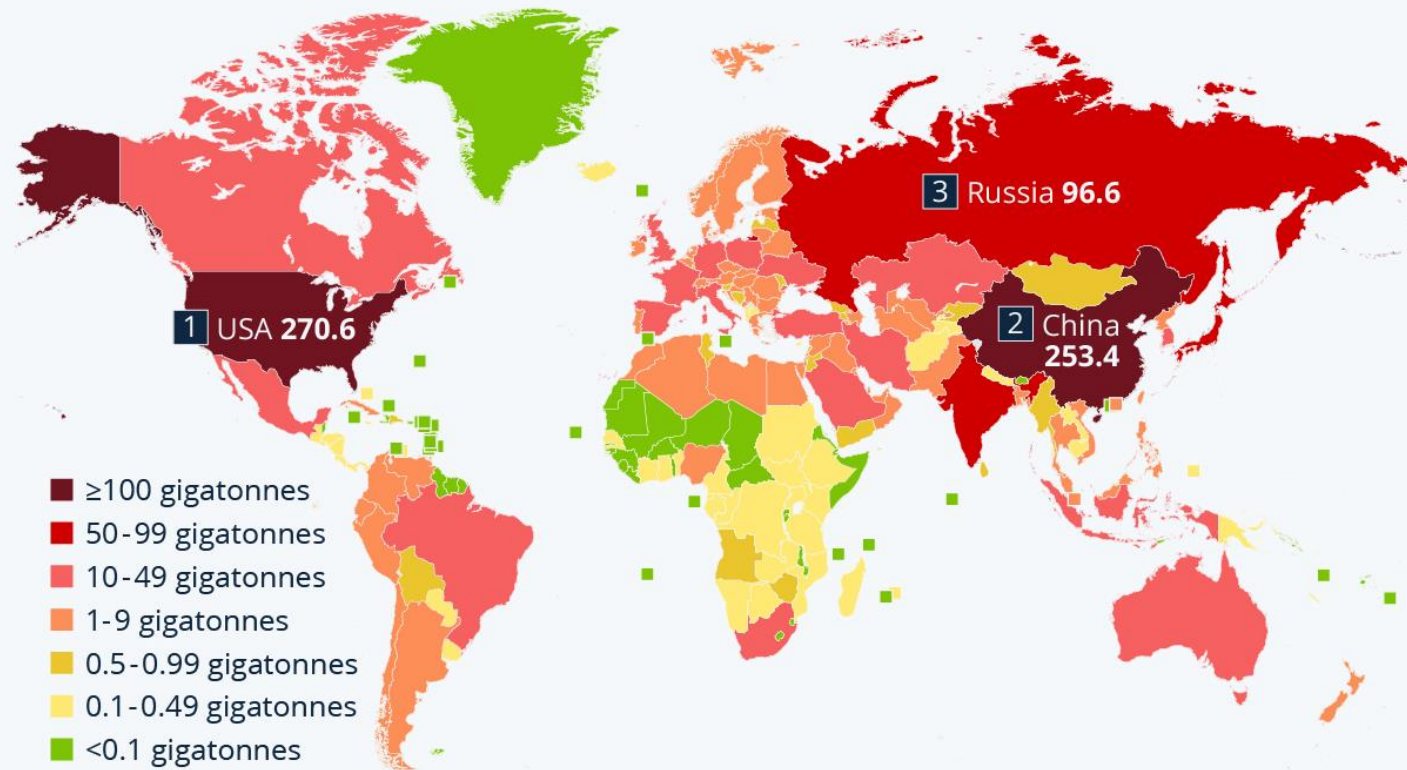 3 Russia 96.6
1 USA 270.6
2 China
253.4
≥100 gigatonnes
50-99 gigatonnes
10-49 gigatonnes
1-9 gigatonnes
0.5-0.99 gigatonnes
0.1-0.49 gigatonnes
<0.1 gigatonnes